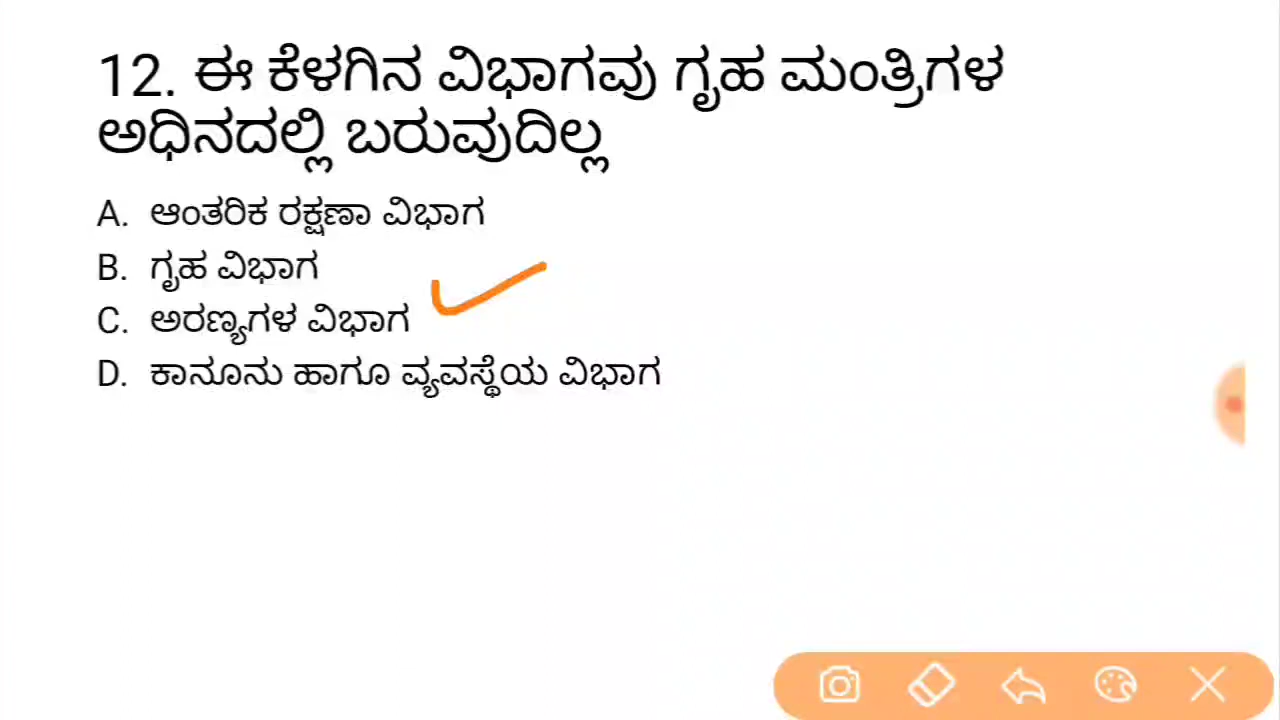 12. ಈ ಕೆಳಗಿನ ವಿಭಾಗವು ಗೃಹ ಮಂತ್ರಿಗಳ
ಅಧಿನದಲ್ಲಿ ಬರುವುದಿಲ್ಲ
A. ಆಂತರಿಕ ರಕ್ಷಣಾ ವಿಭಾಗ
B. ಗೃಹ ವಿಭಾಗ
C. ಅರಣ್ಯಗಳ ವಿಭಾಗ
D. ಕಾನೂನು ಹಾಗೂ ವ್ಯವಸ್ಥೆಯ ವಿಭಾಗ